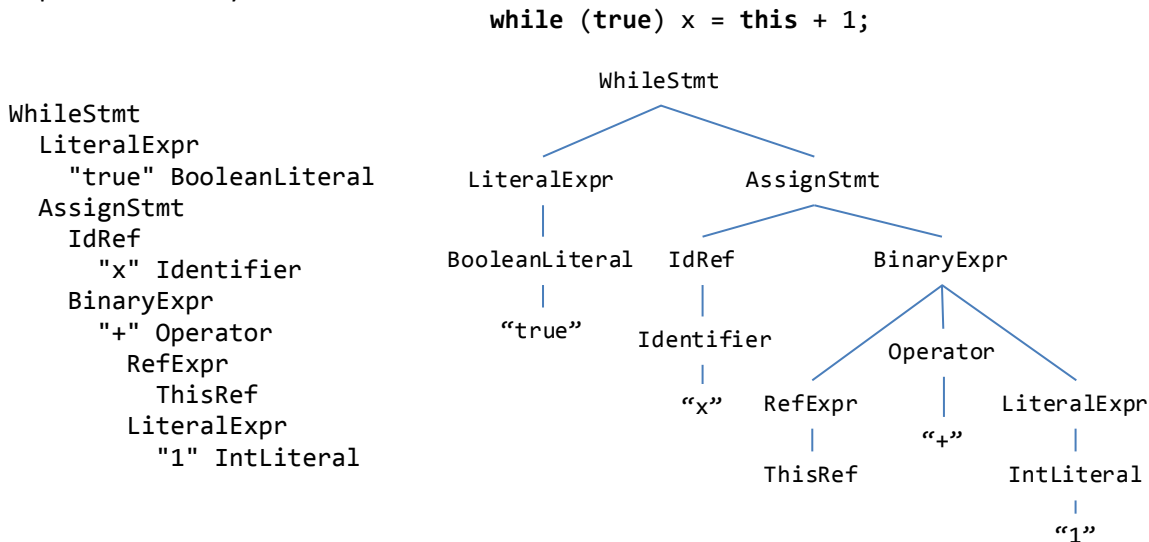 while (true) x = this + 1;
WhileStmt
  LiteralExpr
    "true" BooleanLiteral
  AssignStmt
    IdRef
      "x" Identifier
    BinaryExpr
      "+" Operator
        RefExpr
          ThisRef
        LiteralExpr
          "1" IntLiteral
WhileStmt
LiteralExpr AssignStmt
BooleanLiteral IdRef BinaryExpr
“true” Identifier Operator
“x” RefExpr “+” LiteralExpr
ThisRef IntLiteral
“1”